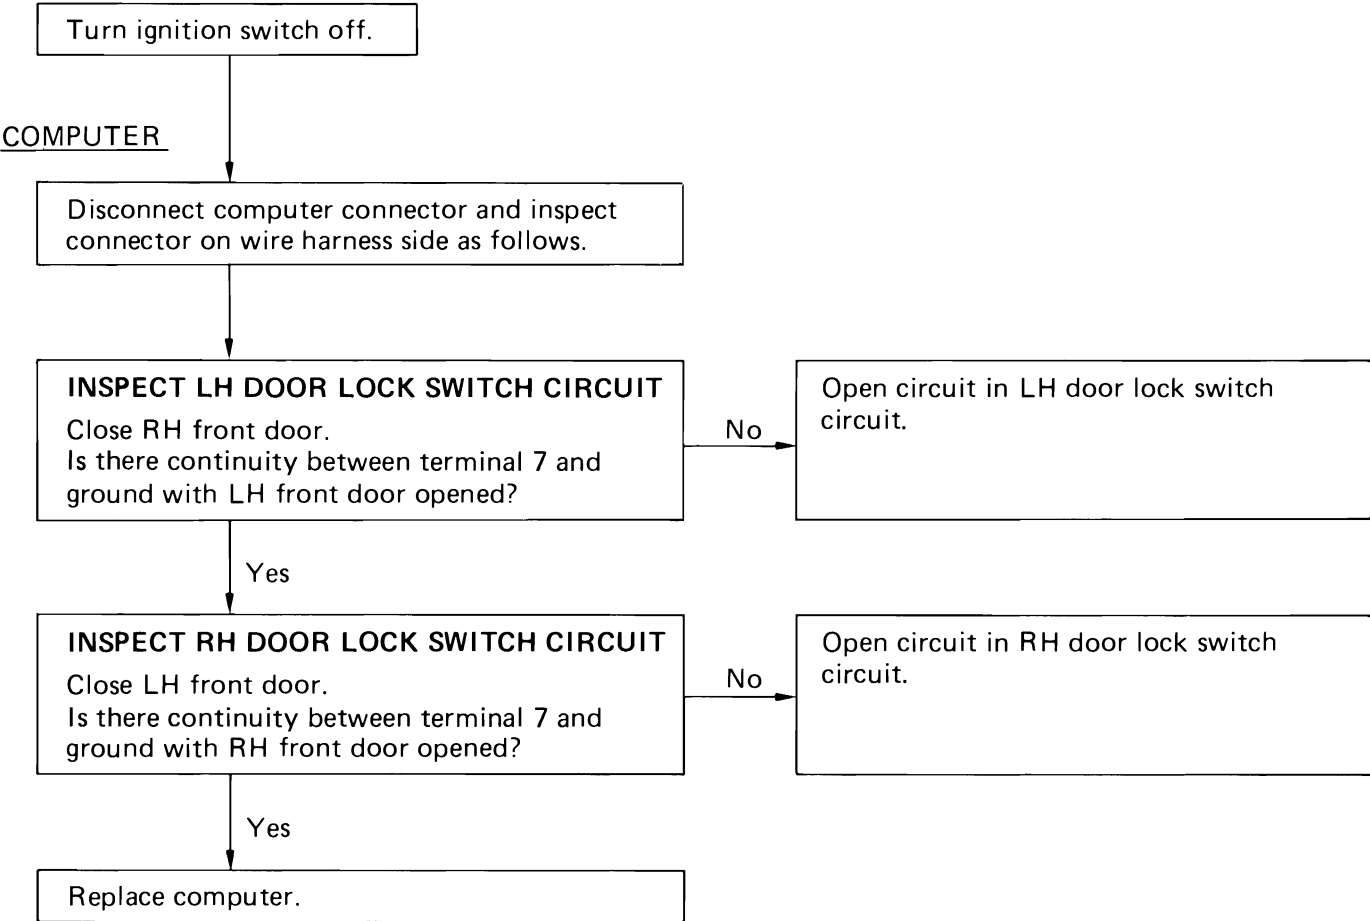 Turn ignition switch off.
COMPUTER
Disconnect computer connector and inspect
connector on wire harness side as follows.
INSPECT LH DOOR LOCK SWITCH CIRCUIT
Close RH front door.
Is there continuity between terminal 7 and
ground with LH front door opened?
No
Open circuit in LH door lock switch
circuit.
Yes
INSPECT RH DOOR LOCK SWITCH CIRCUIT
Close LH front door.
Is there continuity between terminal 7 and
ground with RH front door opened?
No
Open circuit in RH door lock switch
circuit.
Yes
Replace computer.